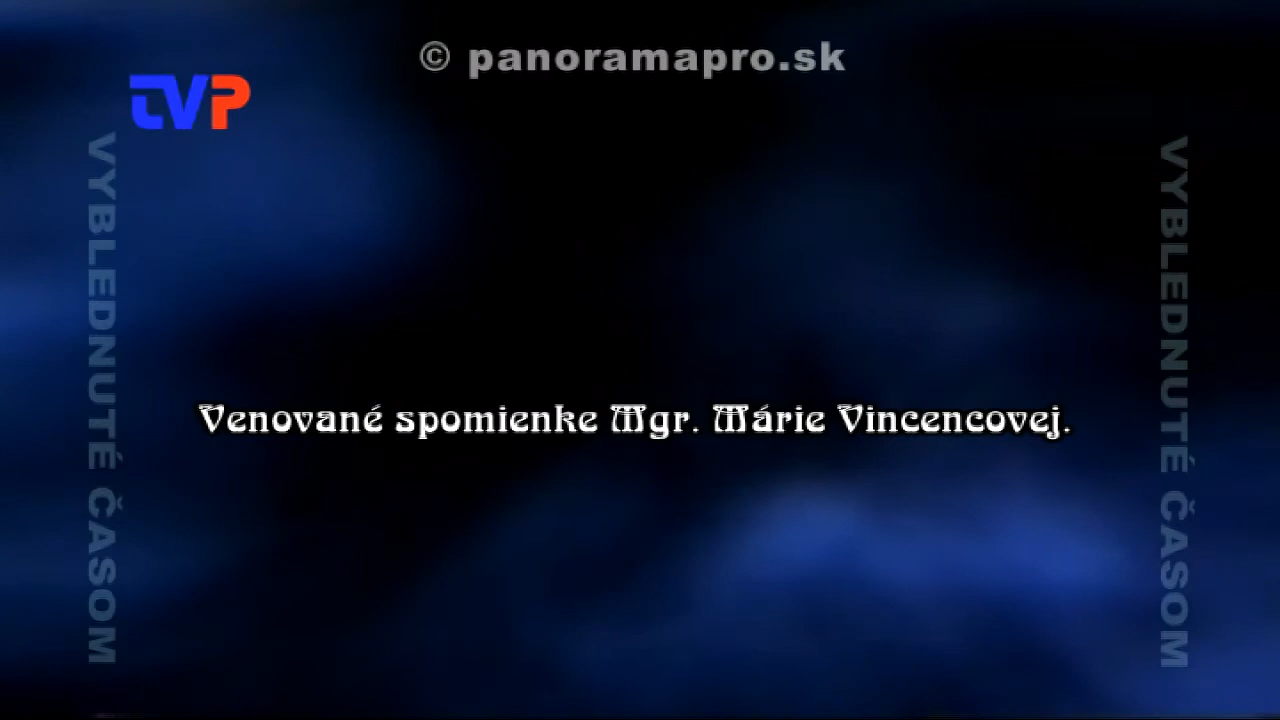 © panoramapro.sk
TVP
VYBLEDNUTÉ ČASOM
VYBLEDNUTÉ ČASOM
Venované spomienke Mgr. Márie Vincencovej.